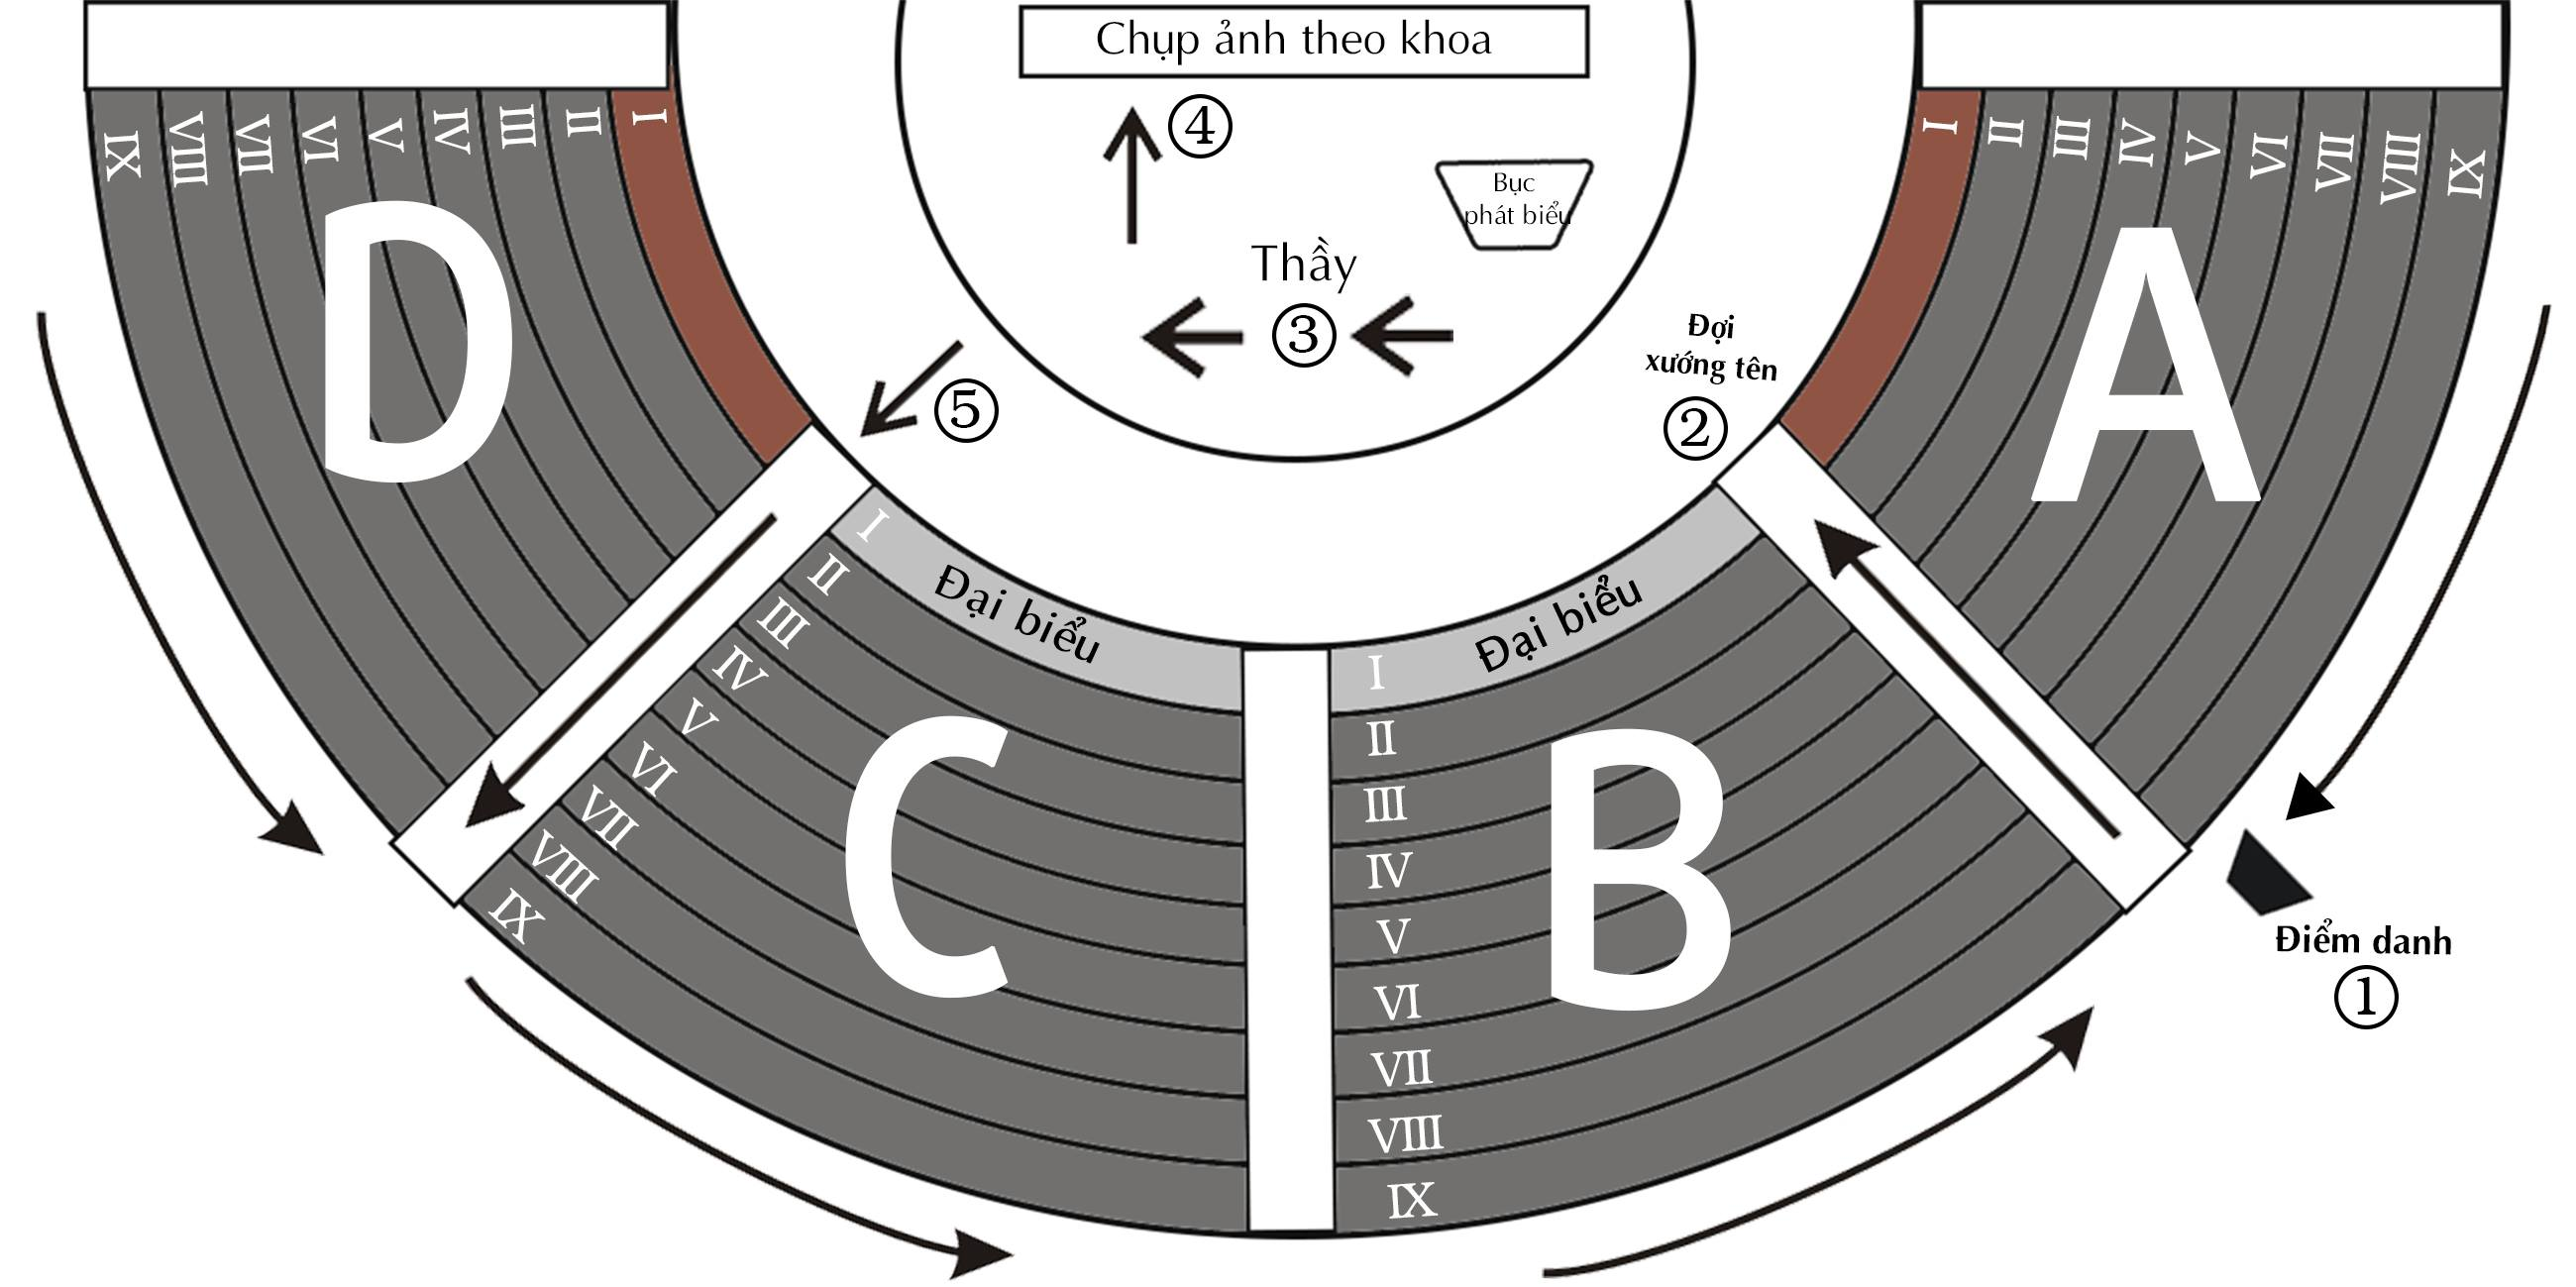 Chụp ảnh theo khoa
④
Bục
phát biểu
Thầy
③
Đợi
xướng tên
②
⑤
IX VIII VII VI V IV III II I
D
I II III IV V VI VII VIII IX
A
I
Đại biểu
II
III
IV
V
VI
VII
VIII
IX
C
Đại biểu
I
II
III
IV
V
VI
VII
VIII
IX
B
Điểm danh
①